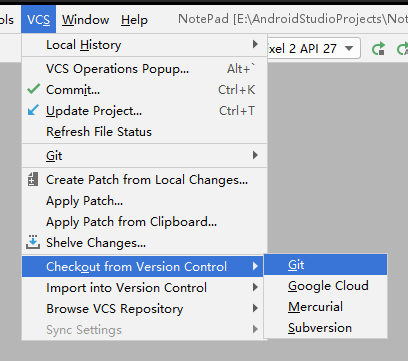 ols VCS Window Help NotePad [E:\AndroidStudioProjects\Not
Local History
xel 2 API 27
VCS Operations Popup... Alt+`
Commit... Ctrl+K
Update Project... Ctrl+T
Refresh File Status
Git
Create Patch from Local Changes...
Apply Patch...
Apply Patch from Clipboard...
Shelve Changes...
Checkout from Version Control
Git
Import into Version Control
Google Cloud
Browse VCS Repository
Mercurial
Sync Settings
Subversion